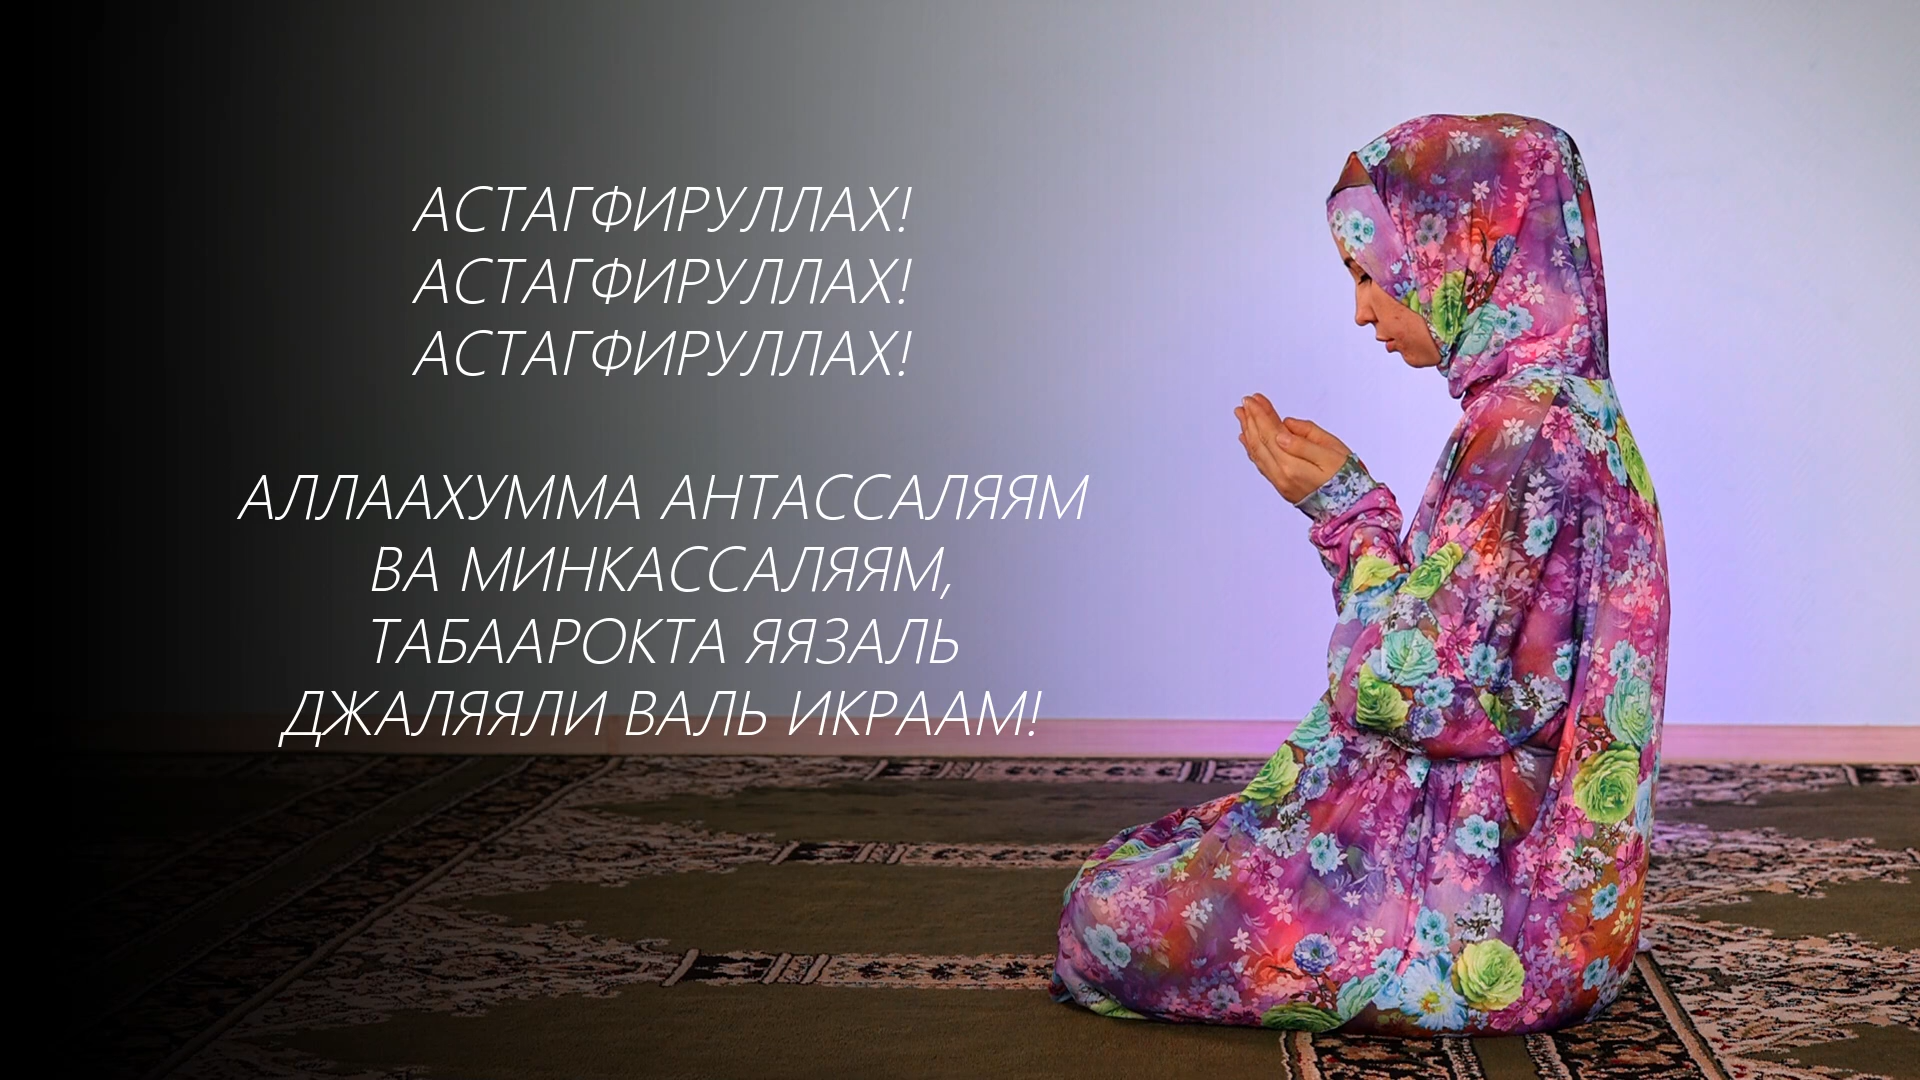 АСТАГФИРУЛЛАХ!
АСТАГФИРУЛЛАХ!
АСТАГФИРУЛЛАХ!
АЛЛААХУММА АНТАССАЛЯЯМ
ВА МИНКАССАЛЯЯМ,
ТАБААРОКТА ЯЯЗАЛЬ
ДЖАЛЯЯЛИ ВАЛЬ ИКРААМ!